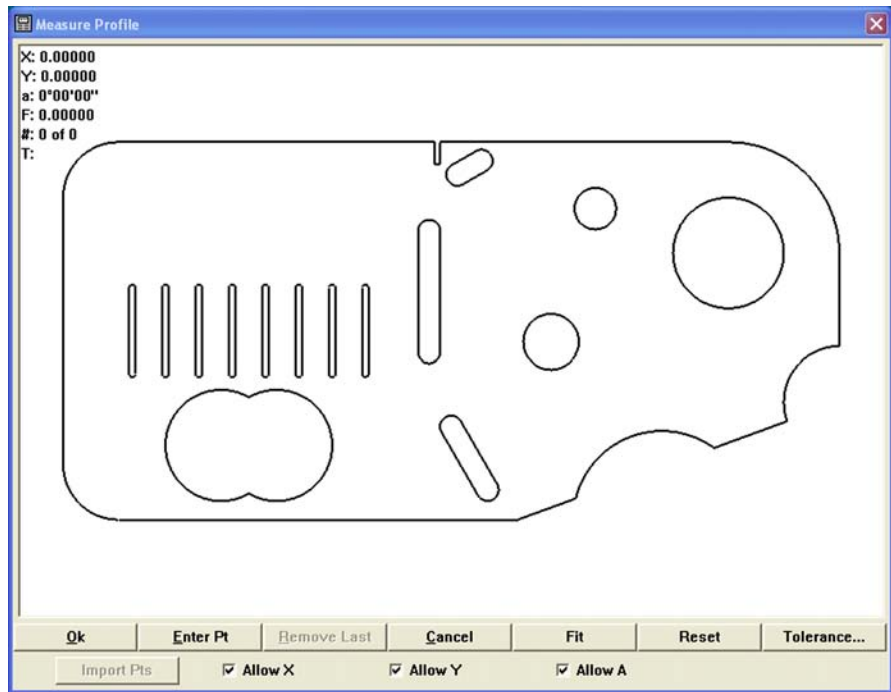 Measure Profile
X: 0.00000
Y: 0.00000
a: 0°00'00"
F: 0.00000
#: 0 of 0
T:
Ok Enter Pt Remove Last Cancel Fit Reset Tolerance...
Import Pts Allow X Allow Y Allow A